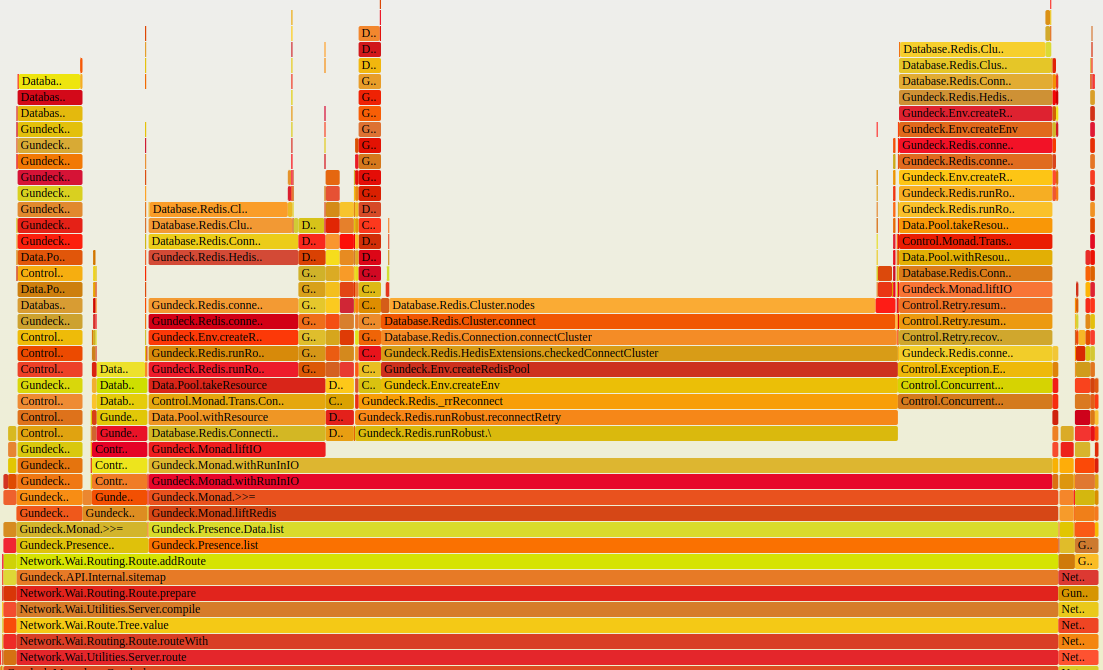 D..
D.. Database.Redis.Clu..
D.. Database.Redis.Clus..
Databa.. G.. Database.Redis.Conn..
Databas.. G.. Gundeck.Redis.Hedis..
Databas.. G.. Gundeck.Env.createR..
Gundeck.. G.. Gundeck.Env.createEnv
Gundeck.. G.. Gundeck.Redis.conne..
Gundeck.. G.. Gundeck.Redis.conne..
Gundeck.. G.. Gundeck.Env.createR..
Gundeck.. G.. Gundeck.Redis.runRo..
Gundeck.. Database.Redis.Cl.. D.. Gundeck.Redis.runRo..
Gundeck.. Database.Redis.Clu.. D.. C.. Data.Pool.takeResou..
Gundeck.. Database.Redis.Conn.. D.. D.. Control.Monad.Trans..
Data.Po.. Gundeck.Redis.Hedis.. D.. D.. Data.Pool.withResou..
Control.. G.. G.. Database.Redis.Conn..
Data.Po.. G.. C.. Gundeck.Monad.liftIO
Databas.. Gundeck.Redis.conne.. G.. C.. Database.Redis.Cluster.nodes Control.Retry.resum..
Gundeck.. Gundeck.Redis.conne.. G.. C.. Database.Redis.Cluster.connect Control.Retry.resum..
Control.. Gundeck.Env.createR.. G.. G.. Database.Redis.Connection.connectCluster Control.Retry.recov..
Control.. Gundeck.Redis.runRo.. G.. C.. Gundeck.Redis.HedisExtensions.checkedConnectCluster Gundeck.Redis.conne..
Control.. Data.. Gundeck.Redis.runRo.. G.. C.. Gundeck.Env.createRedisPool Control.Exception.E..
Gundeck.. Datab.. Data.Pool.takeResource D.. C.. Gundeck.Env.createEnv Control.Concurrent...
Control.. Datab.. Control.Monad.Trans.Con.. C.. Gundeck.Redis._rrReconnect Control.Concurrent...
Control.. Gunde.. Data.Pool.withResource D.. Gundeck.Redis.runRobust.reconnectRetry
Control.. Gunde.. Database.Redis.Connecti.. D.. Gundeck.Redis.runRobust.\
Gundeck.. Contr.. Gundeck.Monad.liftIO
Gundeck.. Contr.. Gundeck.Monad.withRunInIO
Gundeck.. Contr.. Gundeck.Monad.withRunInIO
Gundeck.. Gunde.. Gundeck.Monad.>>=
Gundeck.. Gundeck.. Gundeck.Monad.liftRedis
Gundeck.Monad.>>= Gundeck.Presence.Data.list
Gundeck.Presence.. Gundeck.Presence.list G..
Network.Wai.Routing.Route.addRoute G..
Gundeck.API.Internal.sitemap Net..
Network.Wai.Routing.Route.prepare Gun..
Network.Wai.Utilities.Server.compile Net..
Network.Wai.Route.Tree.value Net..
Network.Wai.Routing.Route.routeWith Net..
Network.Wai.Utilities.Server.route Net..